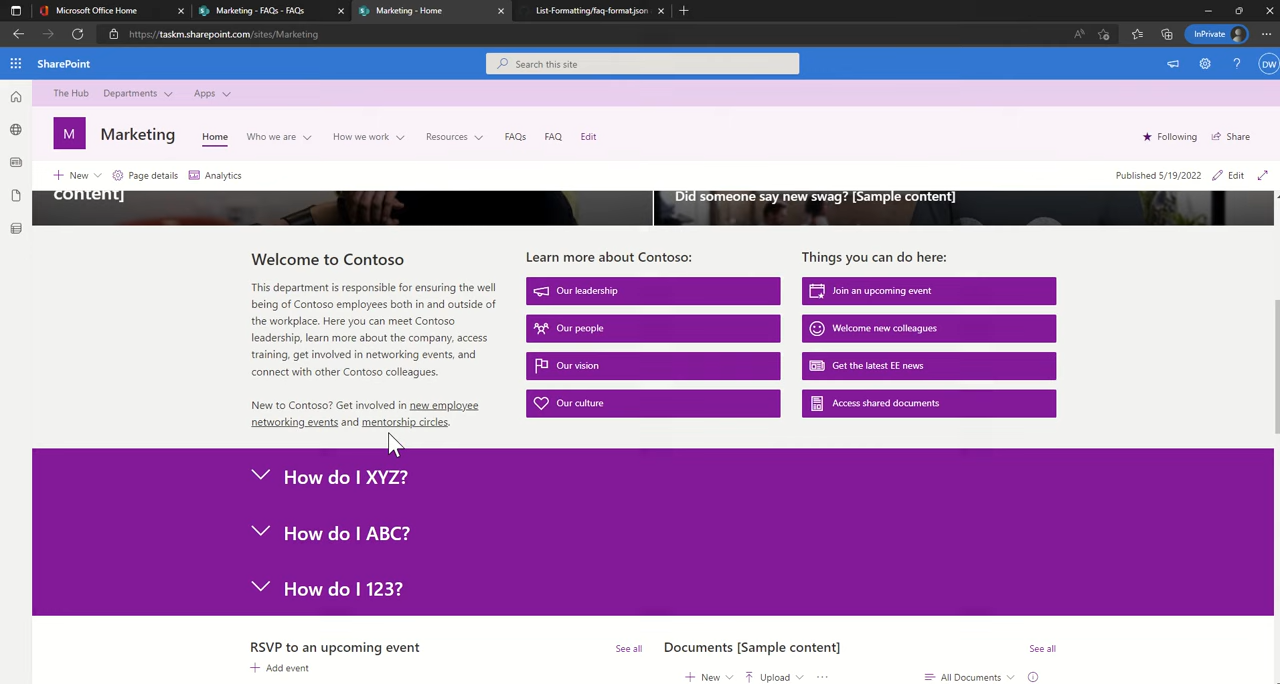 Microsoft Office Home
Marketing - FAQs - FAQs
Marketing - Home
List-Formatting/faq-format.json
https://taskm.sharepoint.com/sites/Marketing
InPrivate
SharePoint
Search this site
DW
The Hub Departments Apps
M
Marketing
Home Who we are How we work Resources FAQs FAQ Edit
Following Share
New Page details Analytics
Published 5/19/2022 Edit
content]
Did someone say new swag? [Sample content]
Welcome to Contoso
This department is responsible for ensuring the well
being of Contoso employees both in and outside of
the workplace. Here you can meet Contoso
leadership, learn more about the company, access
training, get involved in networking events, and
connect with other Contoso colleagues.
New to Contoso? Get involved in new employee
networking events and mentorship circles.
Learn more about Contoso:
Our leadership
Our people
Our vision
Our culture
Things you can do here:
Join an upcoming event
Welcome new colleagues
Get the latest EE news
Access shared documents
How do I XYZ?
How do I ABC?
How do I 123?
RSVP to an upcoming event
See all
Add event
Documents [Sample content]
See all
New Upload ... All Documents